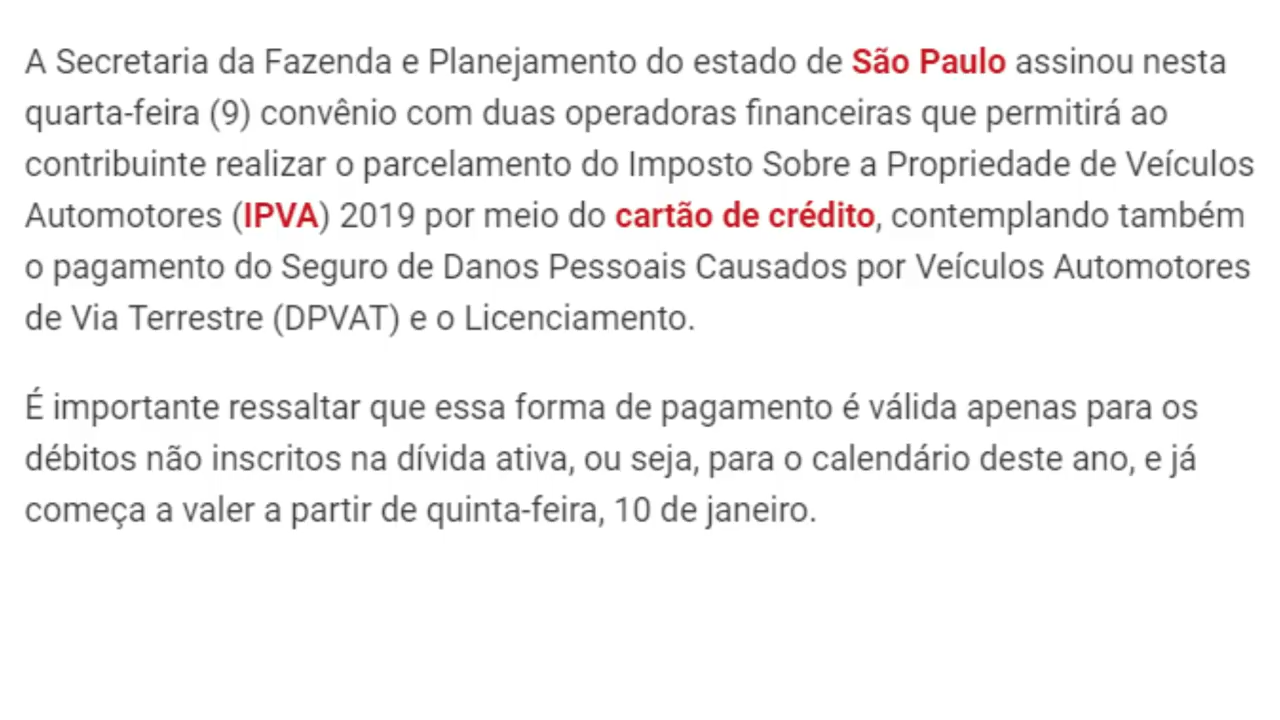 A Secretaria da Fazenda e Planejamento do estado de São Paulo assinou nesta
quarta-feira (9) convênio com duas operadoras financeiras que permitirá ao
contribuinte realizar o parcelamento do Imposto Sobre a Propriedade de Veículos
Automotores (IPVA) 2019 por meio do cartão de crédito, contemplando também
o pagamento do Seguro de Danos Pessoais Causados por Veículos Automotores
de Via Terrestre (DPVAT) e o Licenciamento.
É importante ressaltar que essa forma de pagamento é válida apenas para os
débitos não inscritos na dívida ativa, ou seja, para o calendário deste ano, e já
começa a valer a partir de quinta-feira, 10 de janeiro.